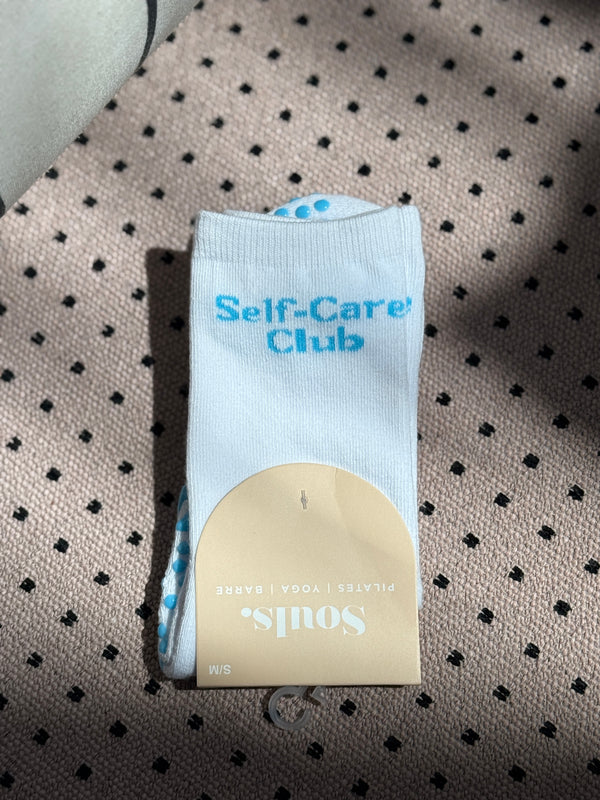 Self-Care
Club
Souls.
PILATES | YOGA | BARRE
S/M